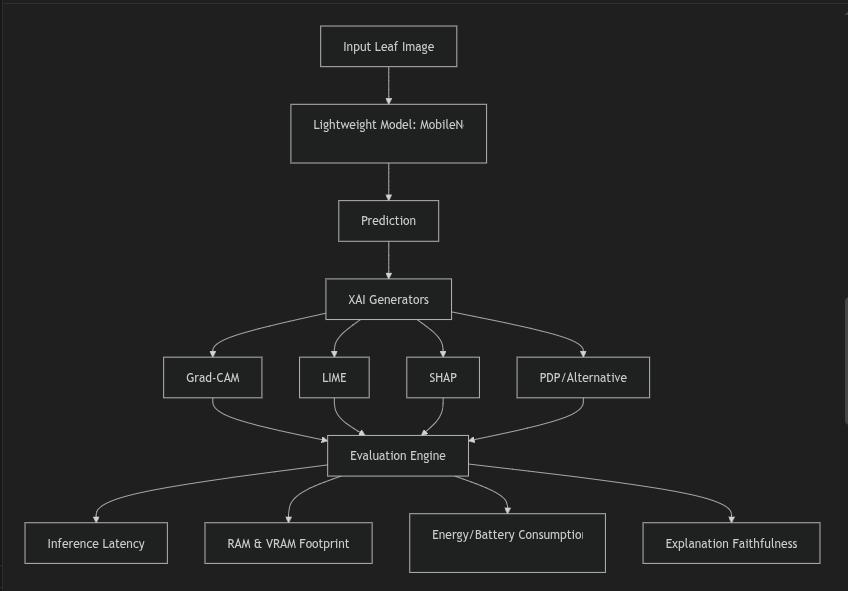 Input Leaf Image
Lightweight Model: MobileN
Prediction
XAI Generators
Grad-CAM
LIME
SHAP
PDP/Alternative
Evaluation Engine
Inference Latency
RAM & VRAM Footprint
Energy/Battery Consumption
Explanation Faithfulness